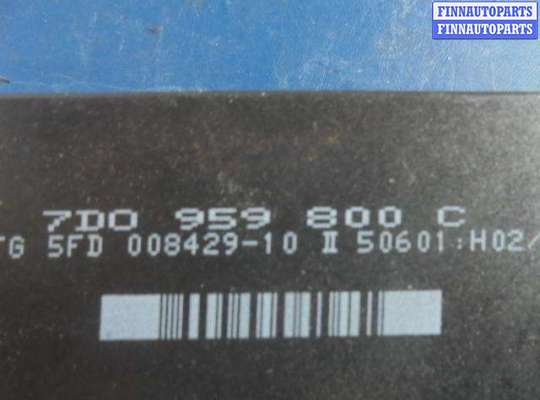 FINNAUTOPARTS
FINNAUTOPARTS
7D0 959 800 C
TG 5FD 008429-10 II 50601:H02/